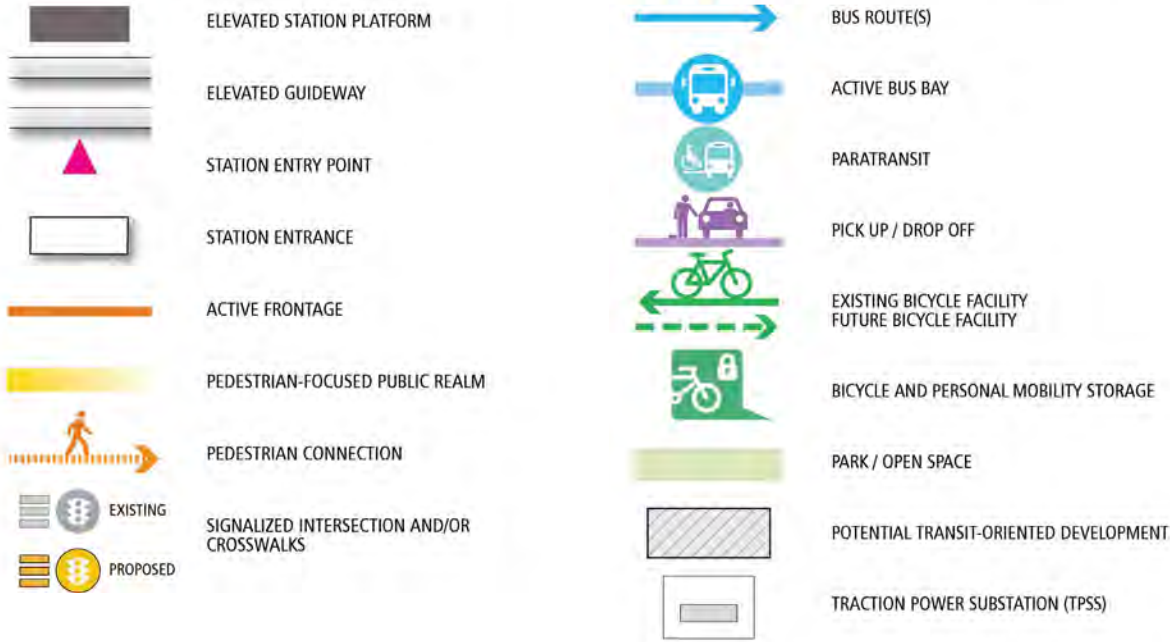 ELEVATED STATION PLATFORM
ELEVATED GUIDEWAY
STATION ENTRY POINT
STATION ENTRANCE
ACTIVE FRONTAGE
PEDESTRIAN-FOCUSED PUBLIC REALM
PEDESTRIAN CONNECTION
EXISTING
SIGNALIZED INTERSECTION AND/OR
CROSSWALKS
PROPOSED
BUS ROUTE(S)
ACTIVE BUS BAY
PARATRANSIT
PICK UP / DROP OFF
EXISTING BICYCLE FACILITY
FUTURE BICYCLE FACILITY
BICYCLE AND PERSONAL MOBILITY STORAGE
PARK / OPEN SPACE
POTENTIAL TRANSIT-ORIENTED DEVELOPMENT
TRACTION POWER SUBSTATION (TPSS)